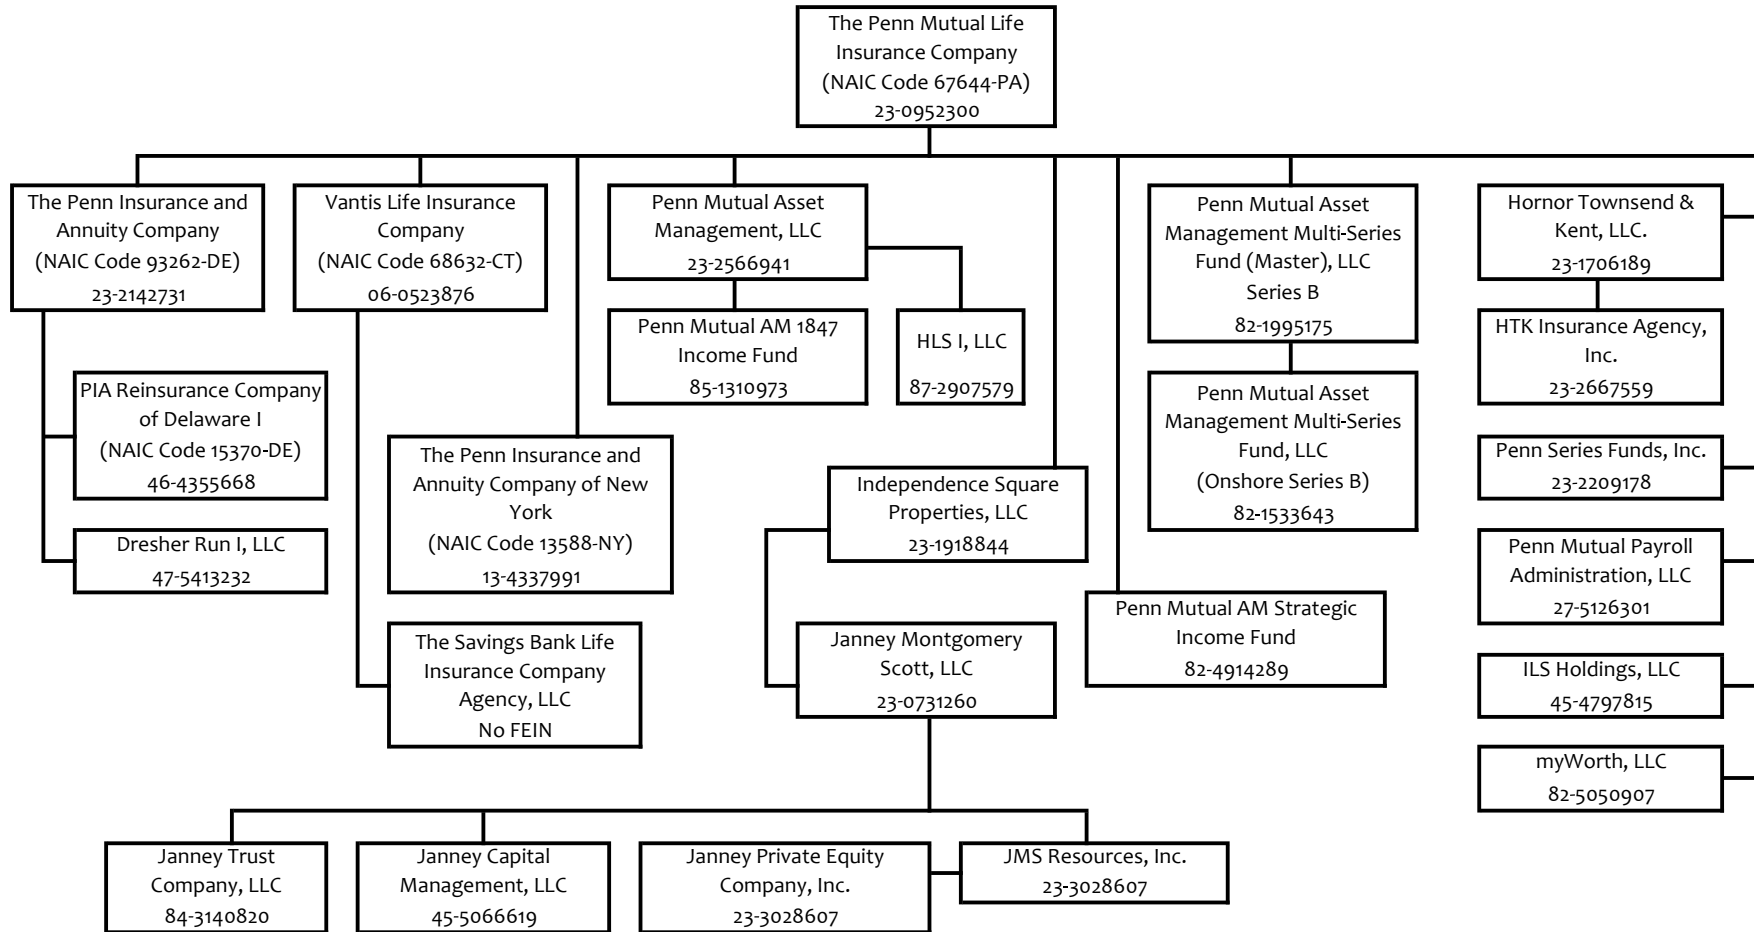 The Penn Mutual Life
Insurance Company
(NAIC Code 67644-PA)
23-0952300
The Penn Insurance and
Annuity Company
(NAIC Code 93262-DE)
23-2142731
Vantis Life Insurance
Company
(NAIC Code 68632-CT)
06-0523876
Penn Mutual Asset
Management, LLC
23-2566941
Penn Mutual Asset
Management Multi-Series
Fund (Master), LLC
Series B
82-1995175
Hornor Townsend &
Kent, LLC.
23-1706189
Penn Mutual AM 1847
Income Fund
85-1310973
HLS I, LLC
87-2907579
HTK Insurance Agency,
Inc.
23-2667559
PIA Reinsurance Company
of Delaware I
(NAIC Code 15370-DE)
46-4355668
Penn Mutual Asset
Management Multi-Series
Fund, LLC
(Onshore Series B)
82-1533643
The Penn Insurance and
Annuity Company of New
York
(NAIC Code 13588-NY)
13-4337991
Independence Square
Properties, LLC
23-1918844
Penn Series Funds, Inc.
23-2209178
Dresher Run I, LLC
47-5413232
Penn Mutual Payroll
Administration, LLC
27-5126301
Penn Mutual AM Strategic
Income Fund
82-4914289
The Savings Bank Life
Insurance Company
Agency, LLC
No FEIN
Janney Montgomery
Scott, LLC
23-0731260
ILS Holdings, LLC
45-4797815
myWorth, LLC
82-5050907
Janney Trust
Company, LLC
84-3140820
Janney Capital
Management, LLC
45-5066619
Janney Private Equity
Company, Inc.
23-3028607
JMS Resources, Inc.
23-3028607